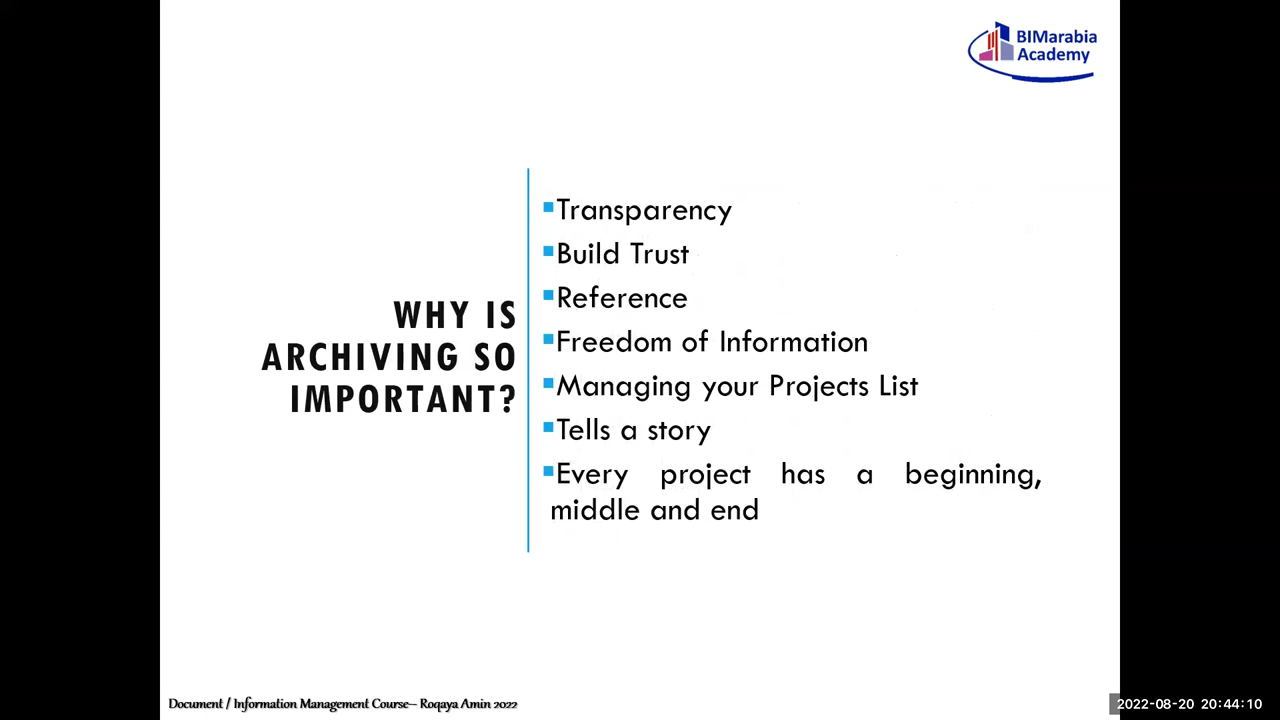 BIMarabia
Academy
WHY IS
ARCHIVING SO
IMPORTANT?
▪Transparency
▪Build Trust
▪Reference
▪Freedom of Information
▪Managing your Projects List
▪Tells a story
▪Every project has a beginning,
middle and end
Document / Information Management Course– Roqaya Amin 2022
2022-08-20 20:44:10